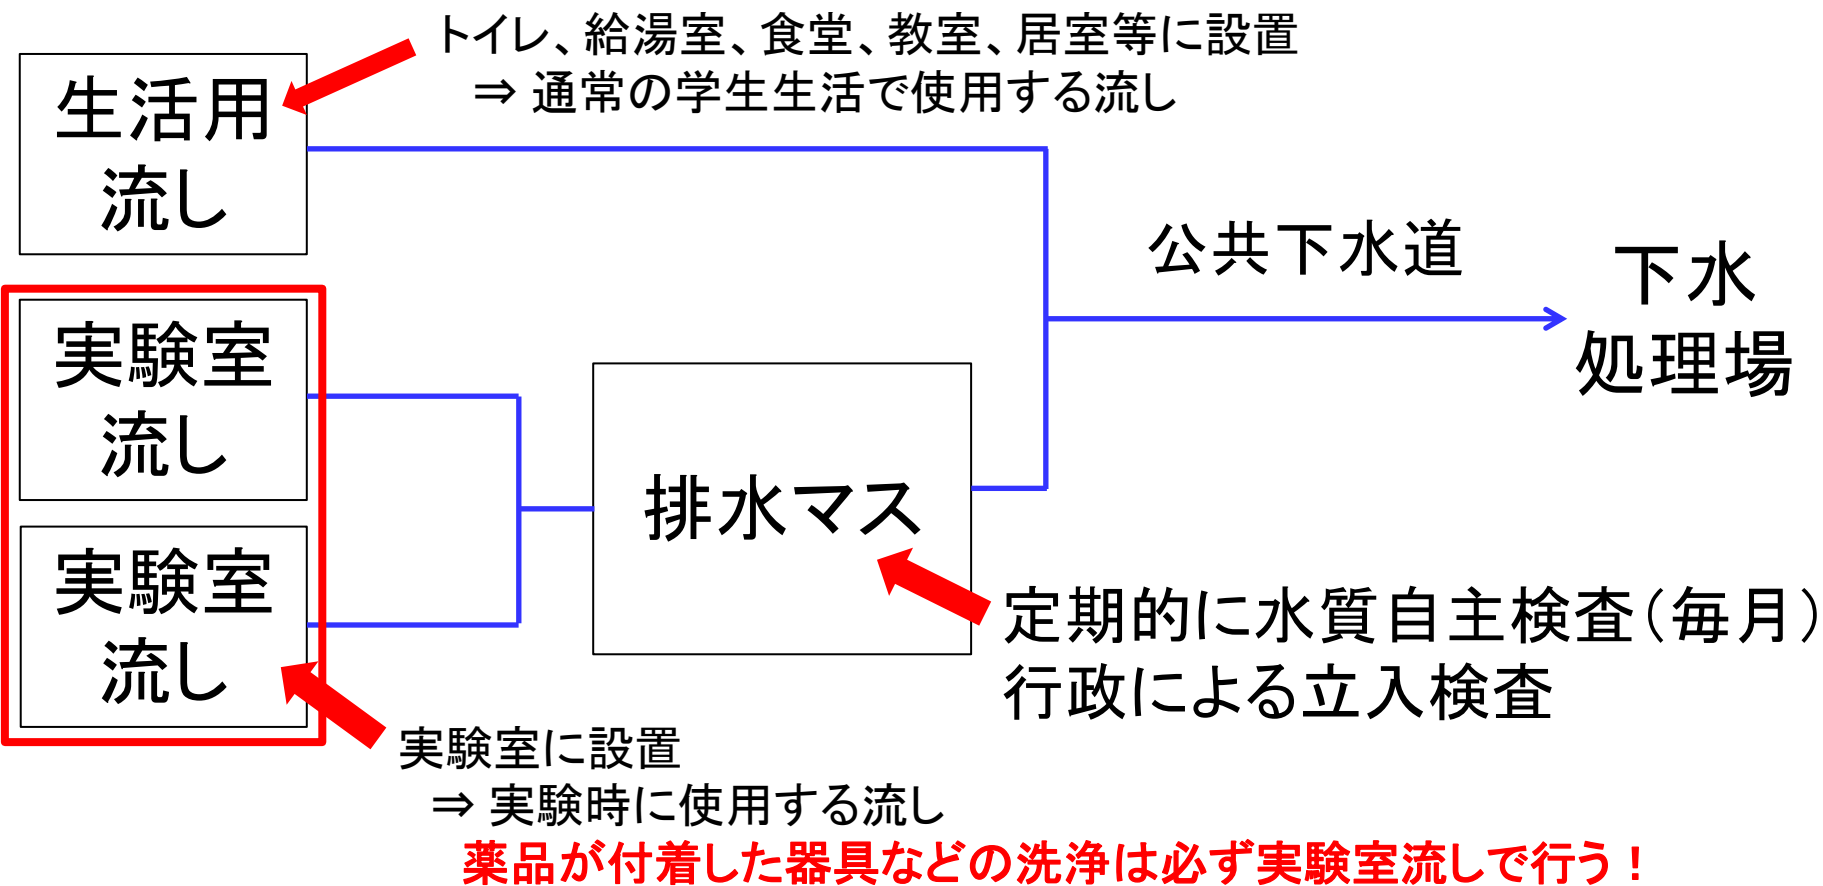 トイレ、給湯室、食堂、教室、居室等に設置
⇒ 通常の学生生活で使用する流し
生活用
流し
公共下水道
下水
処理場
実験室
流し
排水マス
実験室
流し
定期的に水質自主検査(毎月)
行政による立入検査
実験室に設置
⇒ 実験時に使用する流し
薬品が付着した器具などの洗浄は必ず実験室流しで行う!